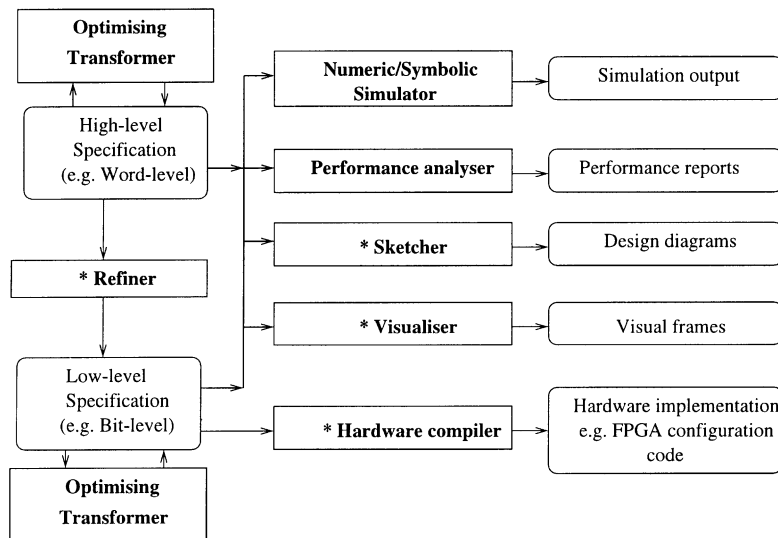 Optimising
Transformer
High-level
Specification
(e.g. Word-level)
* Refiner
Low-level
Specification
(e.g. Bit-level)
Optimising
Transformer
Numeric/Symbolic
Simulator
Performance analyser
* Sketcher
* Visualiser
* Hardware compiler
Simulation output
Performance reports
Design diagrams
Visual frames
Hardware implementation
e.g. FPGA configuration
code